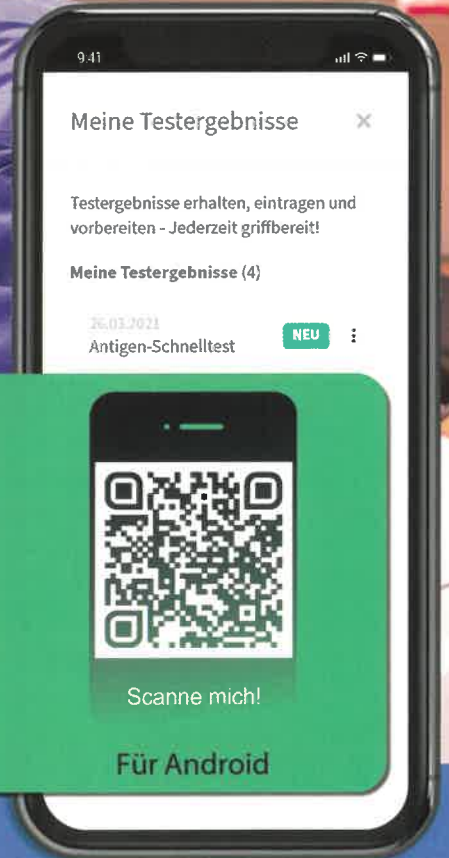 9:41
Meine Testergebnisse
Testergebnisse erhalten, eintragen und
vorbereiten - Jederzeit griffbereit!
Meine Testergebnisse (4)
26.03.2021
Antigen-Schnelltest
NEU
Scanne mich!
Für Android